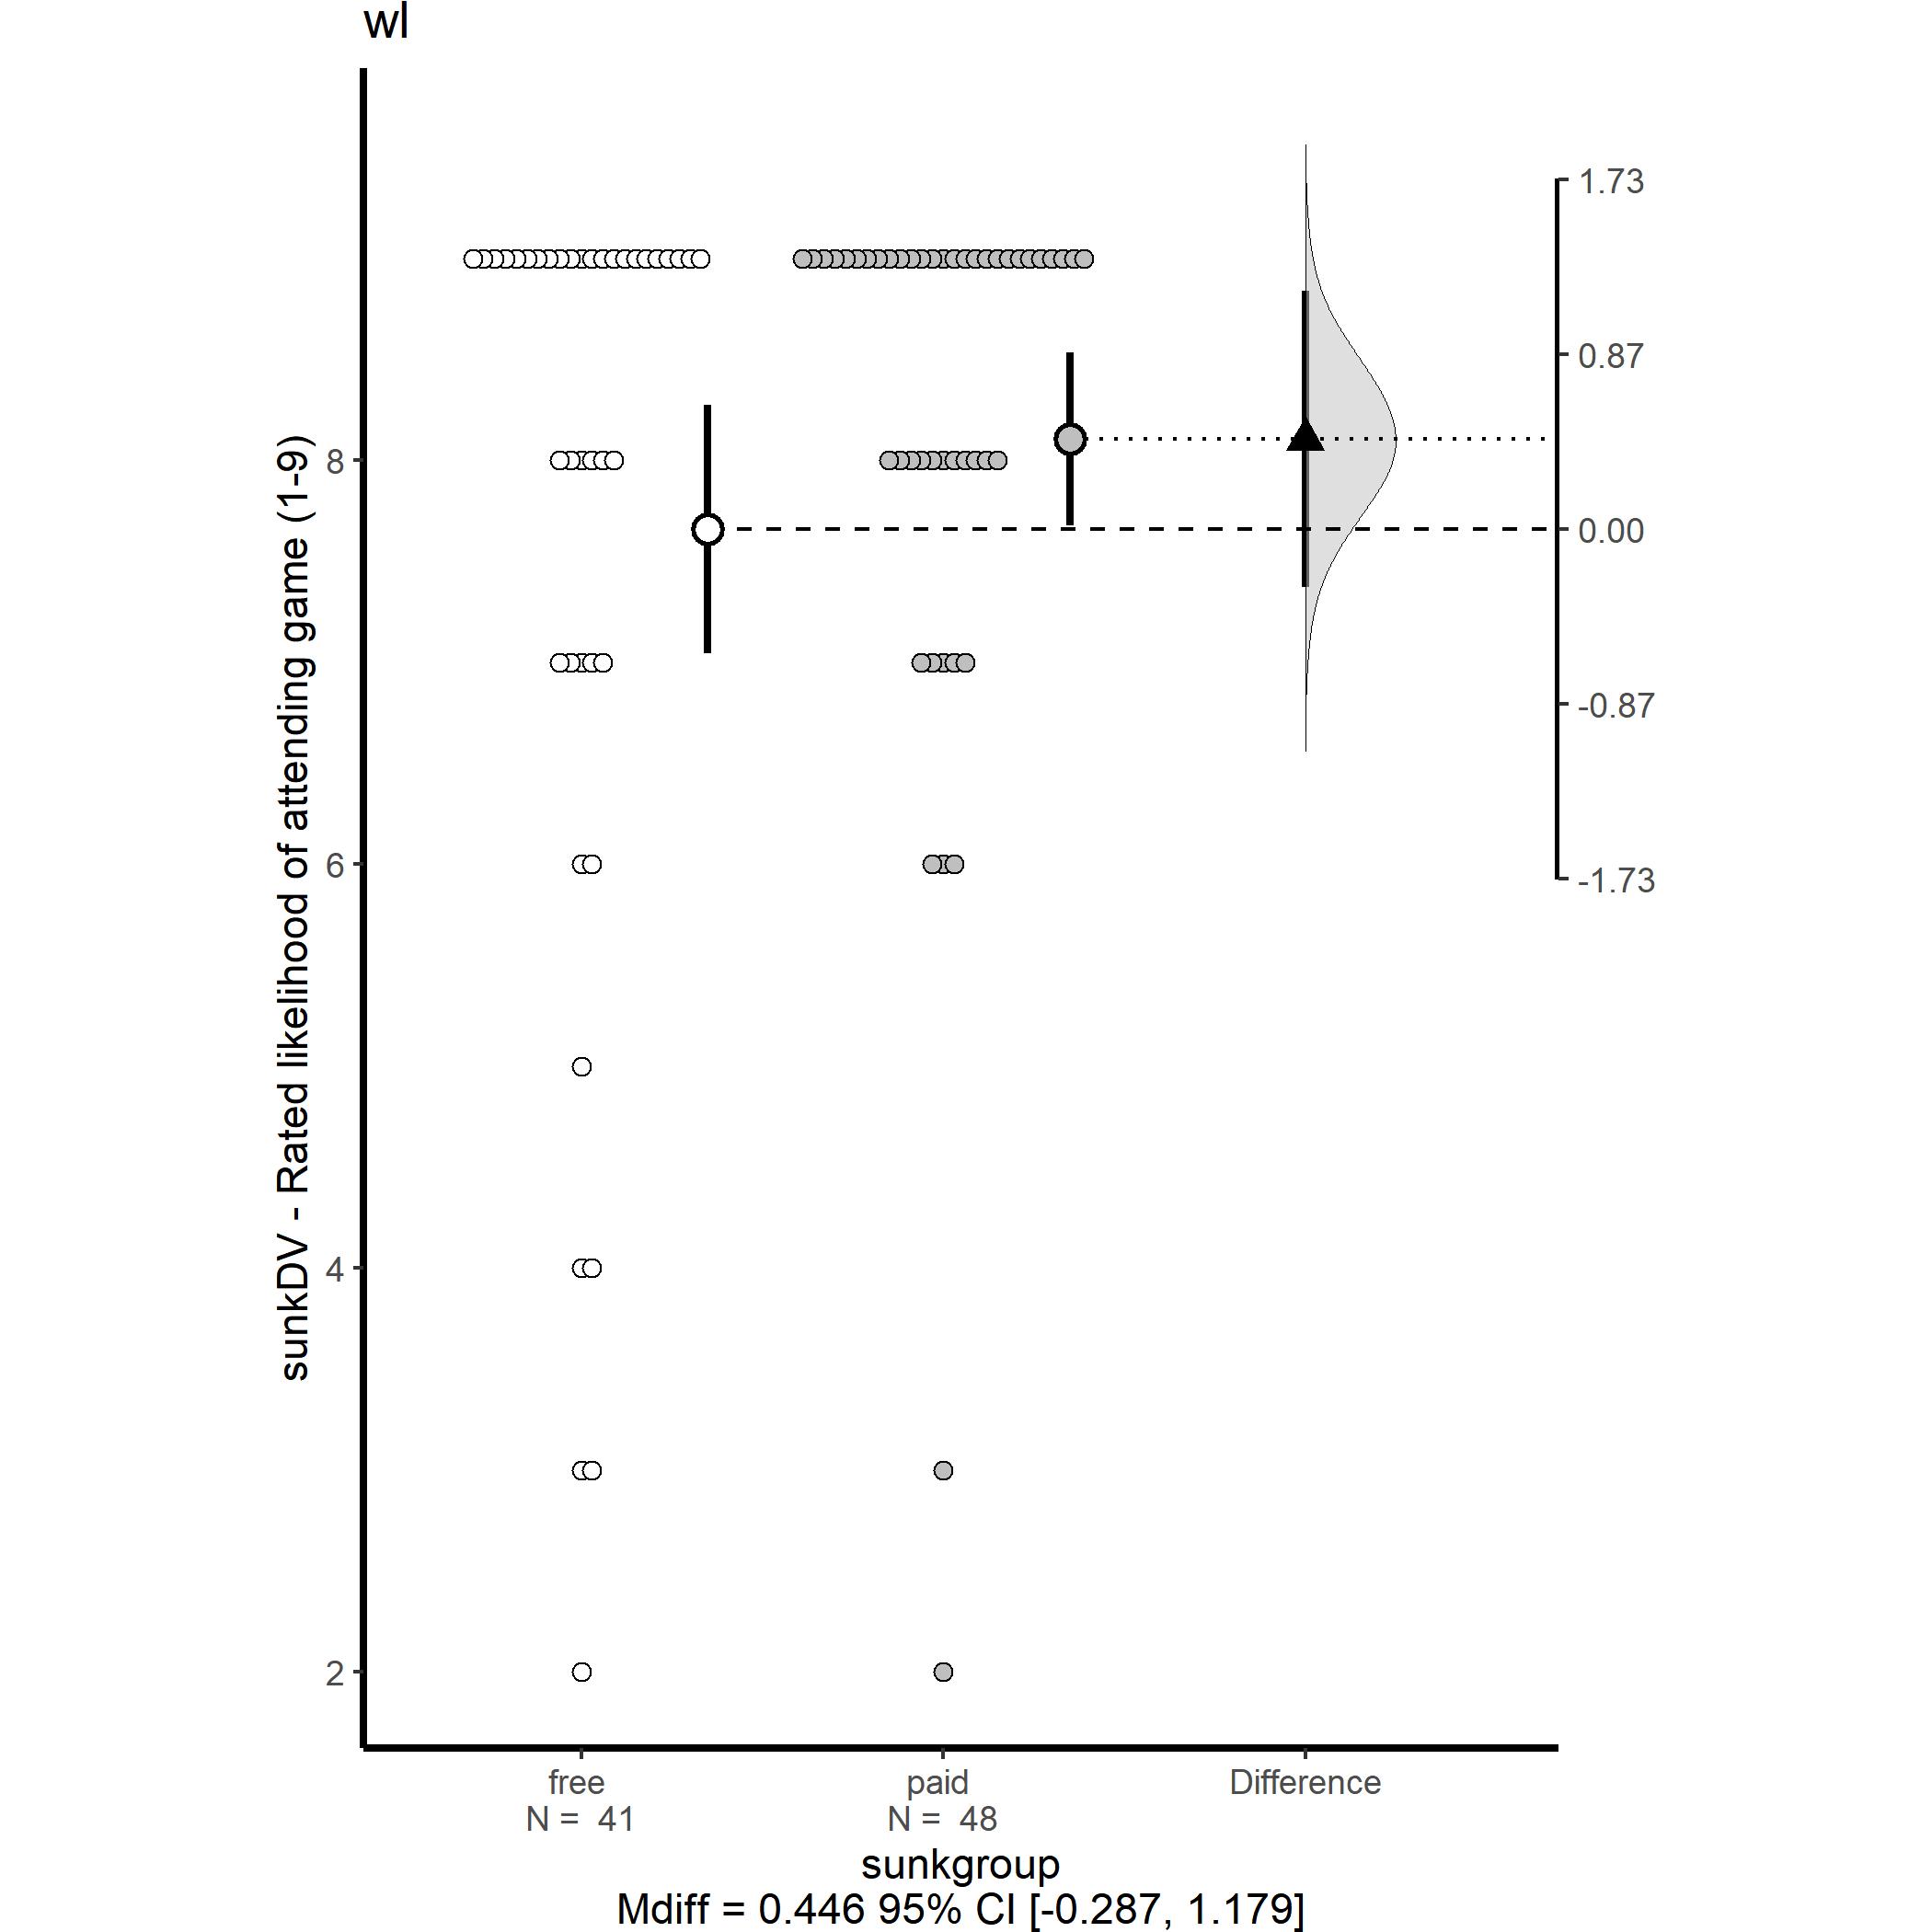 wl
sunkDV - Rated likelihood of attending game (1-9)
8
6
4
2
1.73
0.87
0.00
-0.87
-1.73
free
N =  41
paid
N =  48
Difference
sunkgroup
Mdiff = 0.446 95% CI [-0.287, 1.179]